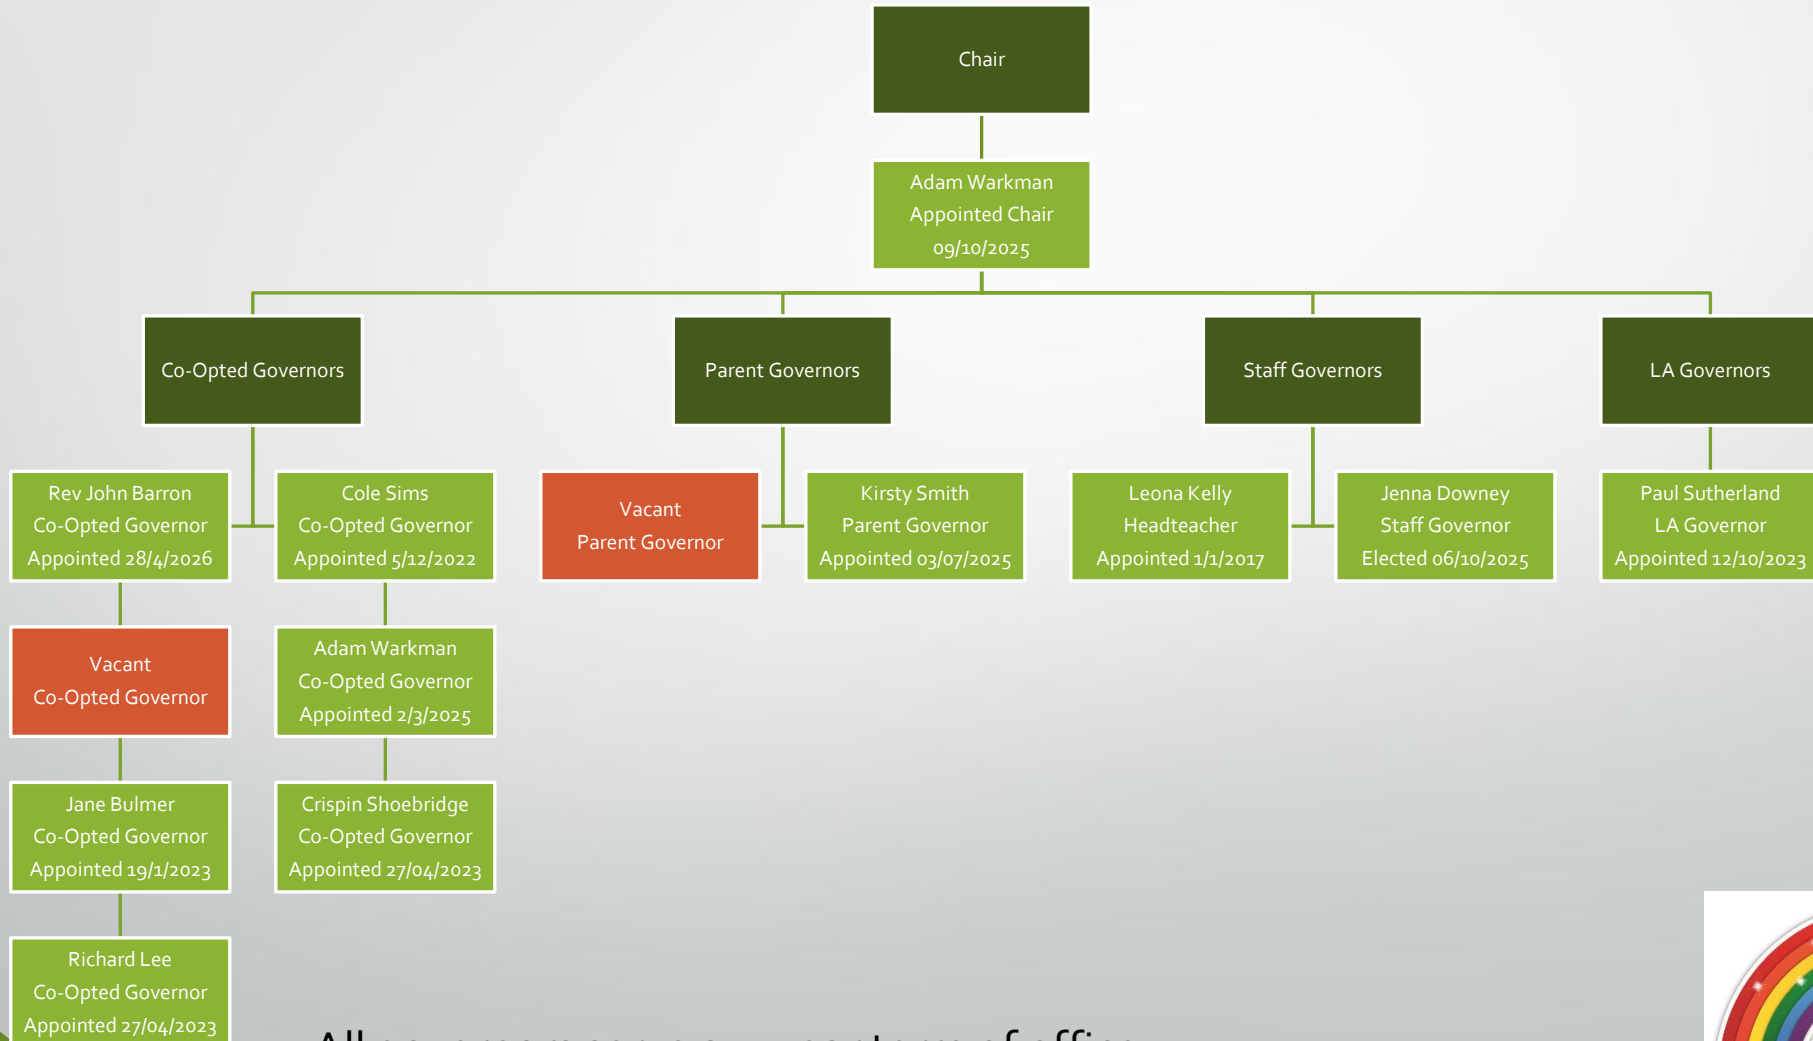 Chair
Adam Warkman
Appointed Chair
09/10/2025
Co-Opted Governors
Parent Governors
Staff Governors
LA Governors
Rev John Barron
Co-Opted Governor
Appointed 28/4/2026
Cole Sims
Co-Opted Governor
Appointed 5/12/2022
Vacant
Parent Governor
Kirsty Smith
Parent Governor
Appointed 03/07/2025
Leona Kelly
Headteacher
Appointed 1/1/2017
Jenna Downey
Staff Governor
Elected 06/10/2025
Paul Sutherland
LA Governor
Appointed 12/10/2023
Vacant
Co-Opted Governor
Adam Warkman
Co-Opted Governor
Appointed 2/3/2025
Jane Bulmer
Co-Opted Governor
Appointed 19/1/2023
Crispin Shoebridge
Co-Opted Governor
Appointed 27/04/2023
Richard Lee
Co-Opted Governor
Appointed 27/04/2023
All term of office